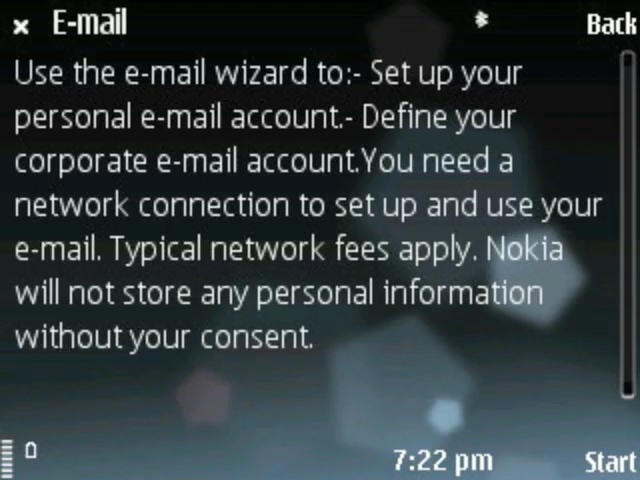 E-mail
Back
Use the e-mail wizard to:- Set up your
personal e-mail account.- Define your
corporate e-mail account.You need a
network connection to set up and use your
e-mail. Typical network fees apply. Nokia
will not store any personal information
without your consent.
7:22 pm
Start